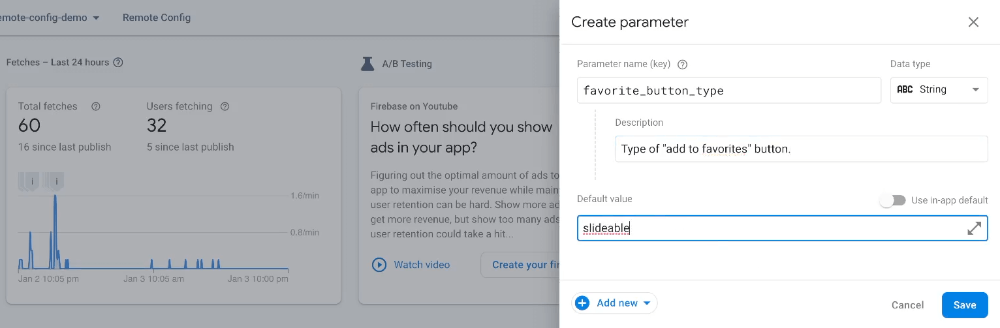 emote-config-demo
Remote Config
Fetches – Last 24 hours
Total fetches
Users fetching
60
32
16 since last publish
5 since last publish
i
i
1.6/min
0.8/min
Jan 2 10:05 pm
Jan 3 10:05 am
Jan 3 10:00 pm
A/B Testing
Firebase on Youtube
How often should you show
ads in your app?
Figuring out the optimal amount of ads to
app to maximise your revenue while main
user retention can be hard. Show more ad
get more revenue, but show too many ads
user retention could take a hit...
Watch video
Create your fir
Create parameter
Parameter name (key)
Data type
favorite_button_type
ABC String
Description
Type of "add to favorites" button.
Default value
Use in-app default
slideable
Add new
Cancel
Save